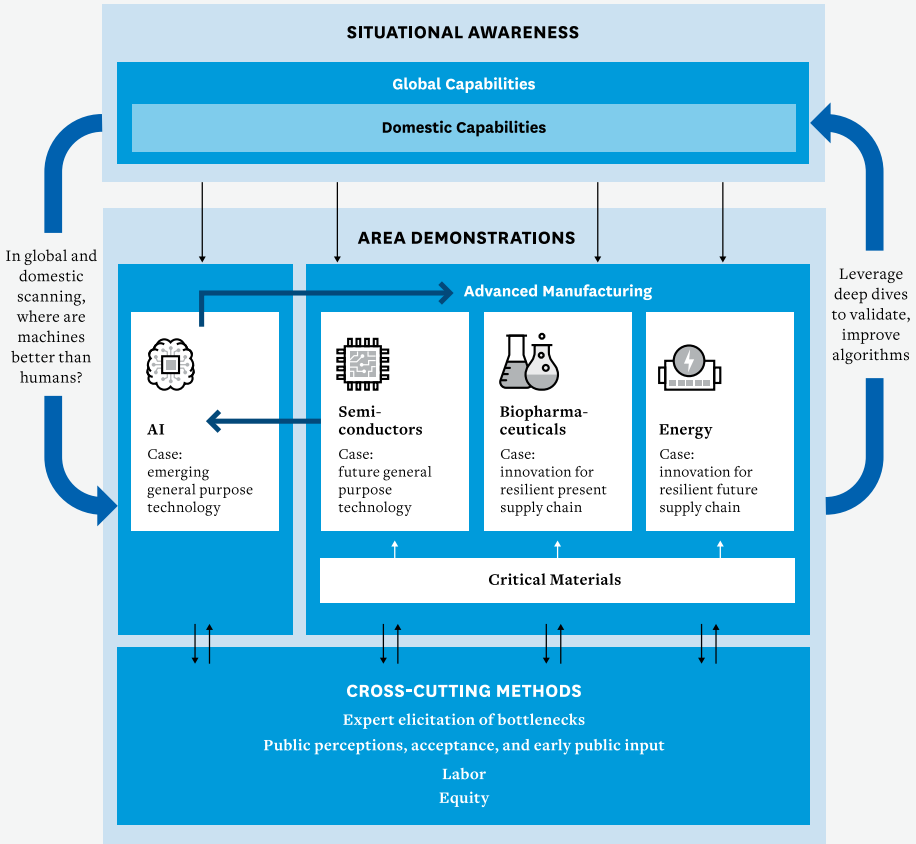 SITUATIONAL AWARENESS
Global Capabilities
Domestic Capabilities
In global and
domestic
scanning,
where are
machines
better than
humans?
Leverage
deep dives
to validate,
improve
algorithms
AREA DEMONSTRATIONS
Advanced Manufacturing
AI
Case:
emerging
general purpose
technology
Semi-
conductors
Case:
future general
purpose
technology
Biopharma-
ceuticals
Case:
innovation for
resilient present
supply chain
Energy
Case:
innovation for
resilient future
supply chain
Critical Materials
CROSS-CUTTING METHODS
Expert elicitation of bottlenecks
Public perceptions, acceptance, and early public input
Labor
Equity